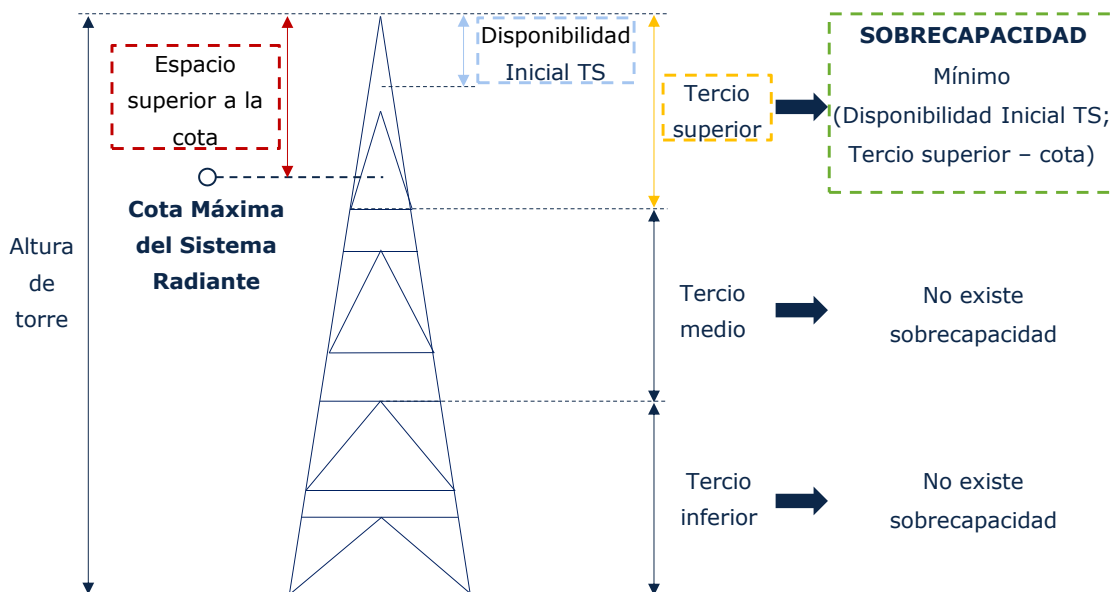 Altura
de
torre
Espacio
superior a la
cota
Cota Máxima
del Sistema
Radiante
Disponibilidad
Inicial TS
Tercio
superior
SOBRECAPACIDAD
Mínimo
(Disponibilidad Inicial TS;
Tercio superior – cota)
Tercio
medio
No existe
sobrecapacidad
Tercio
inferior
No existe
sobrecapacidad